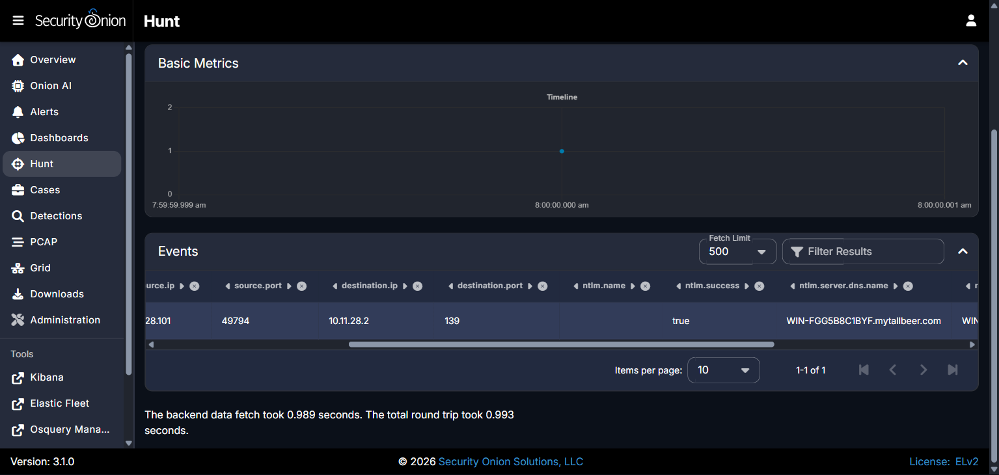 Security Onion
Hunt
Overview
Onion AI
Alerts
Dashboards
Hunt
Cases
Detections
PCAP
Grid
Downloads
Administration
Tools
Kibana
Elastic Fleet
Osquery Mana...
Basic Metrics
Timeline
2
1
0
7:59:59.999 am 8:00:00.000 am 8:00:00.001 am
Events
Fetch Limit
500
Filter Results
urce.ip source.port destination.ip destination.port ntlm.name ntlm.success ntlm.server.dns.name
28.101 49794 10.11.28.2 139 true WIN-FGG5B8C1BYF.mytallbeer.com WIN
Items per page: 10 1-1 of 1
The backend data fetch took 0.989 seconds. The total round trip took 0.993
seconds.
Version: 3.1.0 © 2026 Security Onion Solutions, LLC License: ELv2